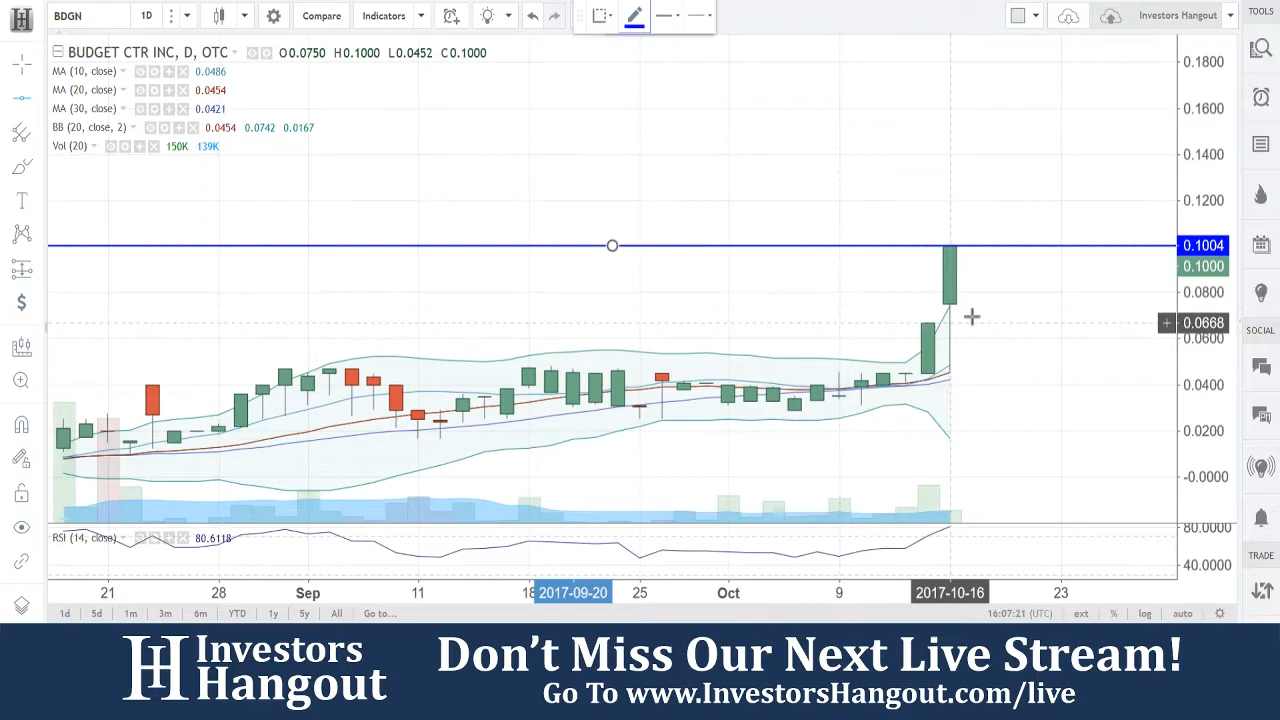 BDGN 1D Compare Indicators Investors Hangout TOOLS
BUDGET CTR INC, D, OTC O0.0750 H0.1000 L0.0452 C0.1000
MA (10, close) 0.0486
MA (20, close) 0.0454
MA (30, close) 0.0421
BB (20, close, 2) 0.0454 0.0742 0.0167
Vol (20) 150K 139K
0.1800
0.1600
0.1400
0.1200
0.1004
0.1000
0.0800
0.0668
0.0600
0.0400
0.0200
-0.0000
SOCIAL
TRADE
RSI (14, close) 80.6118
80.0000
40.0000
21 28 Sep 11 18 2017-09-20 25 Oct 9 2017-10-16 23
1d 5d 1m 3m 6m YTD 1y 5y All Go to... 16:07:21 (UTC) ext % log auto
H Investors Hangout
Don't Miss Our Next Live Stream!
Go To www.InvestorsHangout.com/live